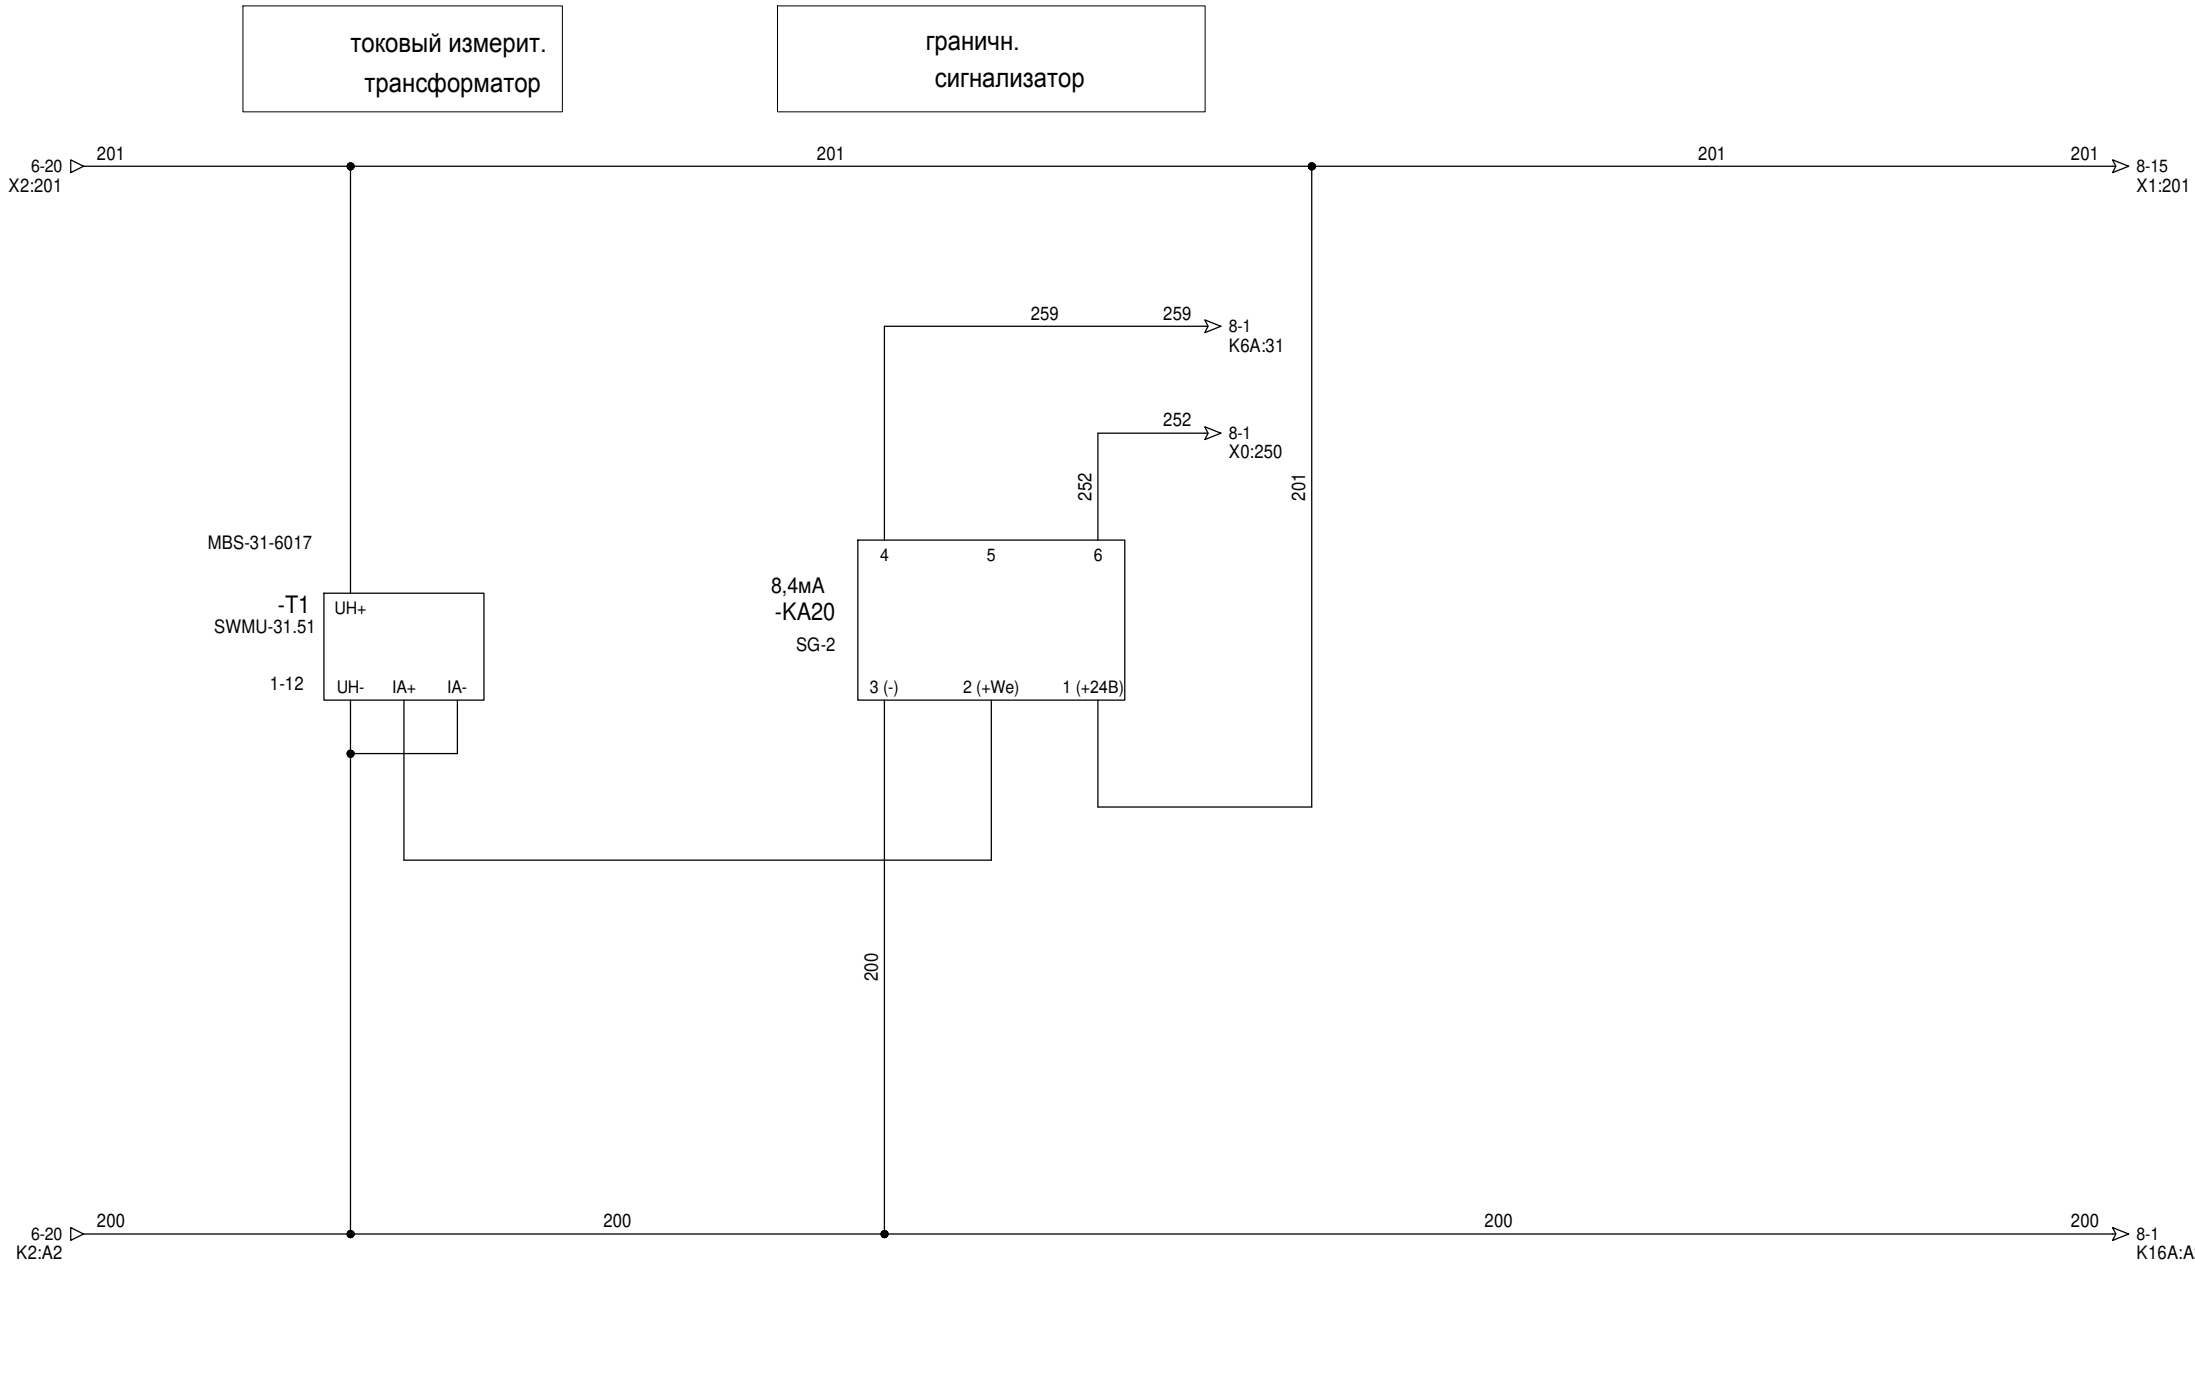 токовый измерит.
трансформатор
граничн.
сигнализатор
201
201
201
201
6-20
X2:201
8-15
X1:201
259
259
8-1
K6A:31
252
8-1
X0:250
252
201
MBS-31-6017
-T1
SWMU-31.51
1-12
UH+
UH-
IA+
IA-
8,4мА
-KA20
SG-2
4
5
6
3 (-)
2 (+We)
1 (+24В)
200
200
200
200
200
6-20
K2:A2
8-1
K16A:A